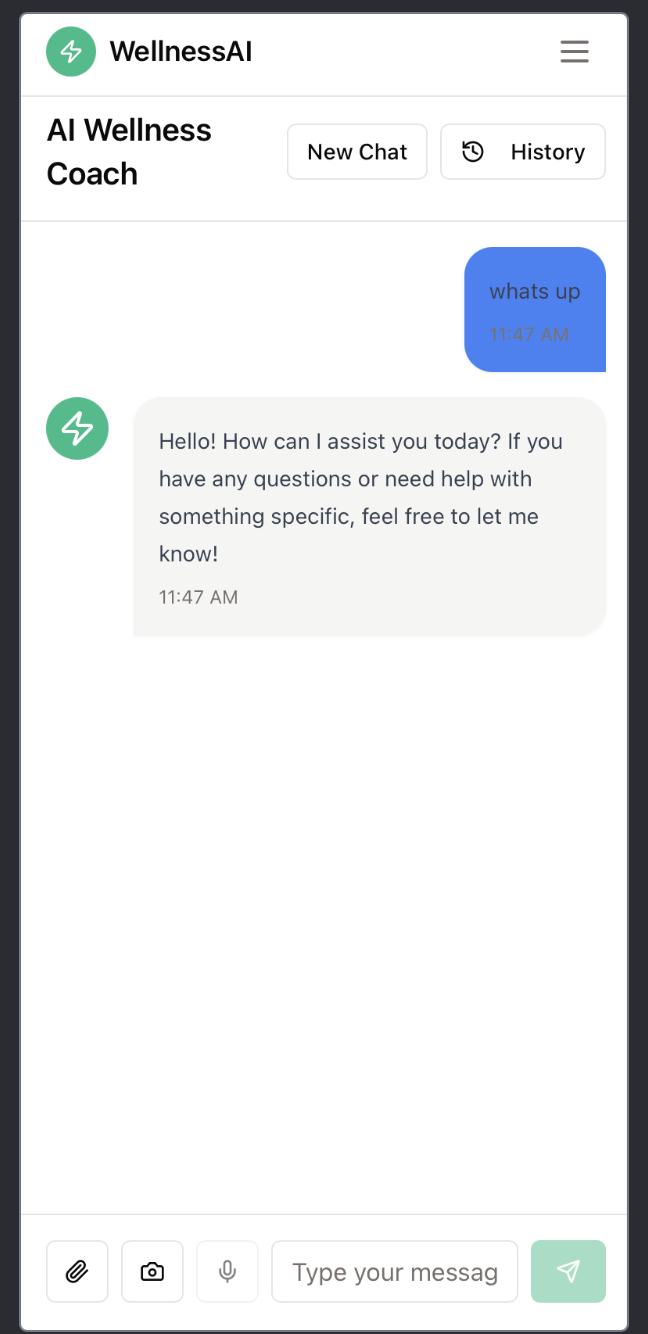 WellnessAI
AI Wellness
Coach
New Chat
History
whats up
11:47 AM
Hello! How can I assist you today? If you
have any questions or need help with
something specific, feel free to let me
know!
11:47 AM
Type your messag